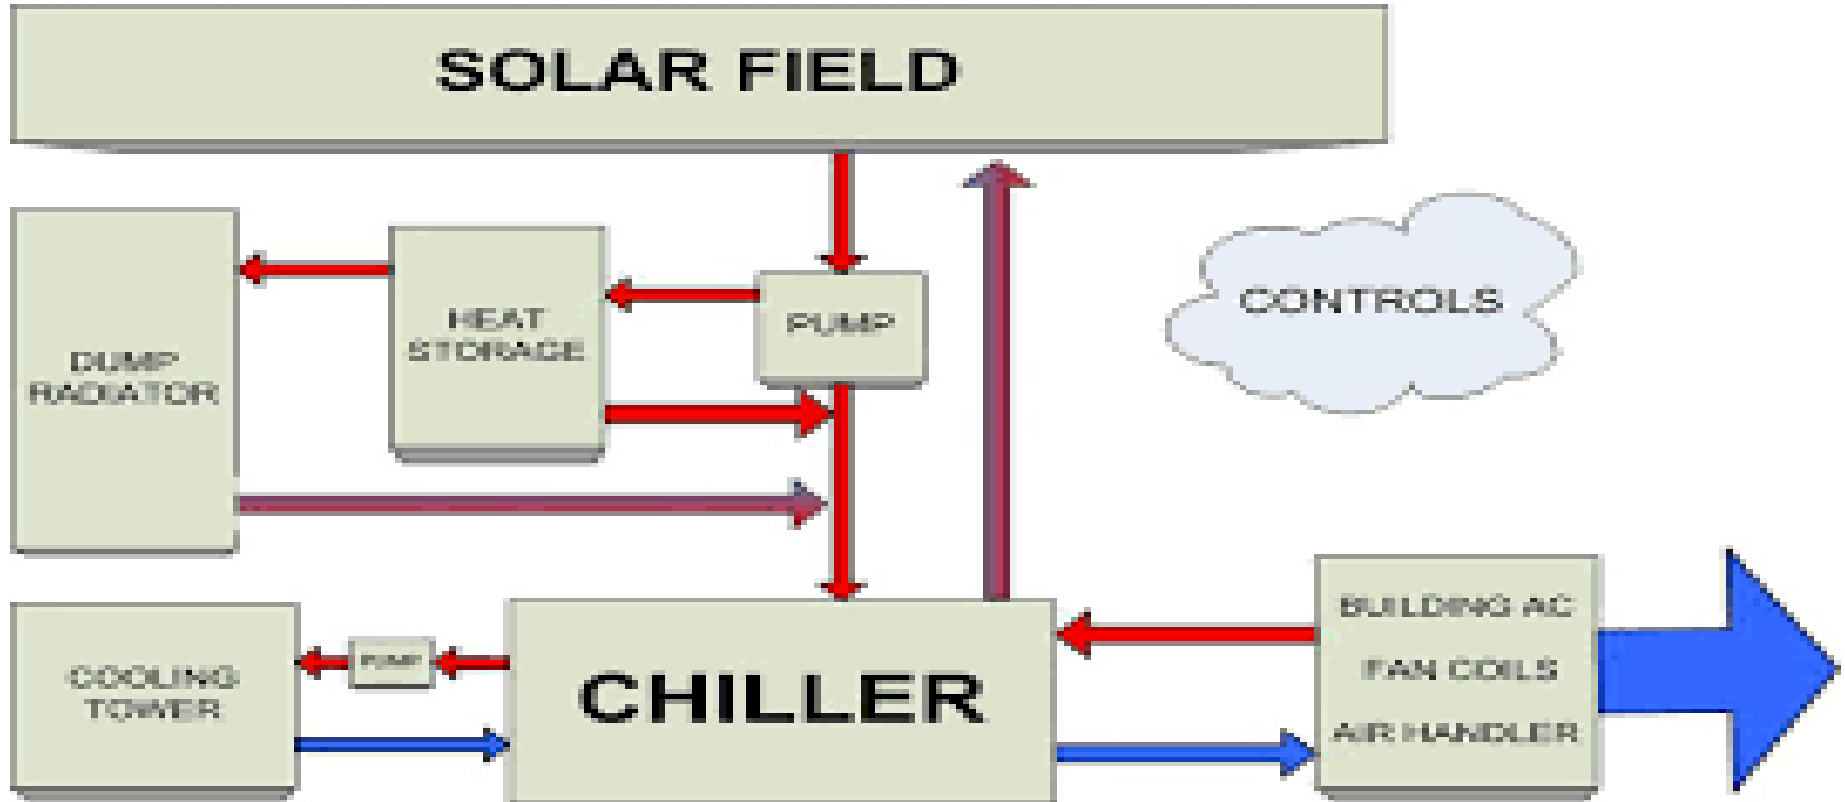 SOLAR FIELD
HEAT
STORAGE
PUMP
CONTROLS
DUMP
RADIATOR
COOLING
TOWER
PUMP
CHILLER
BUILDING AC
FAN COILS
AIR HANDLER